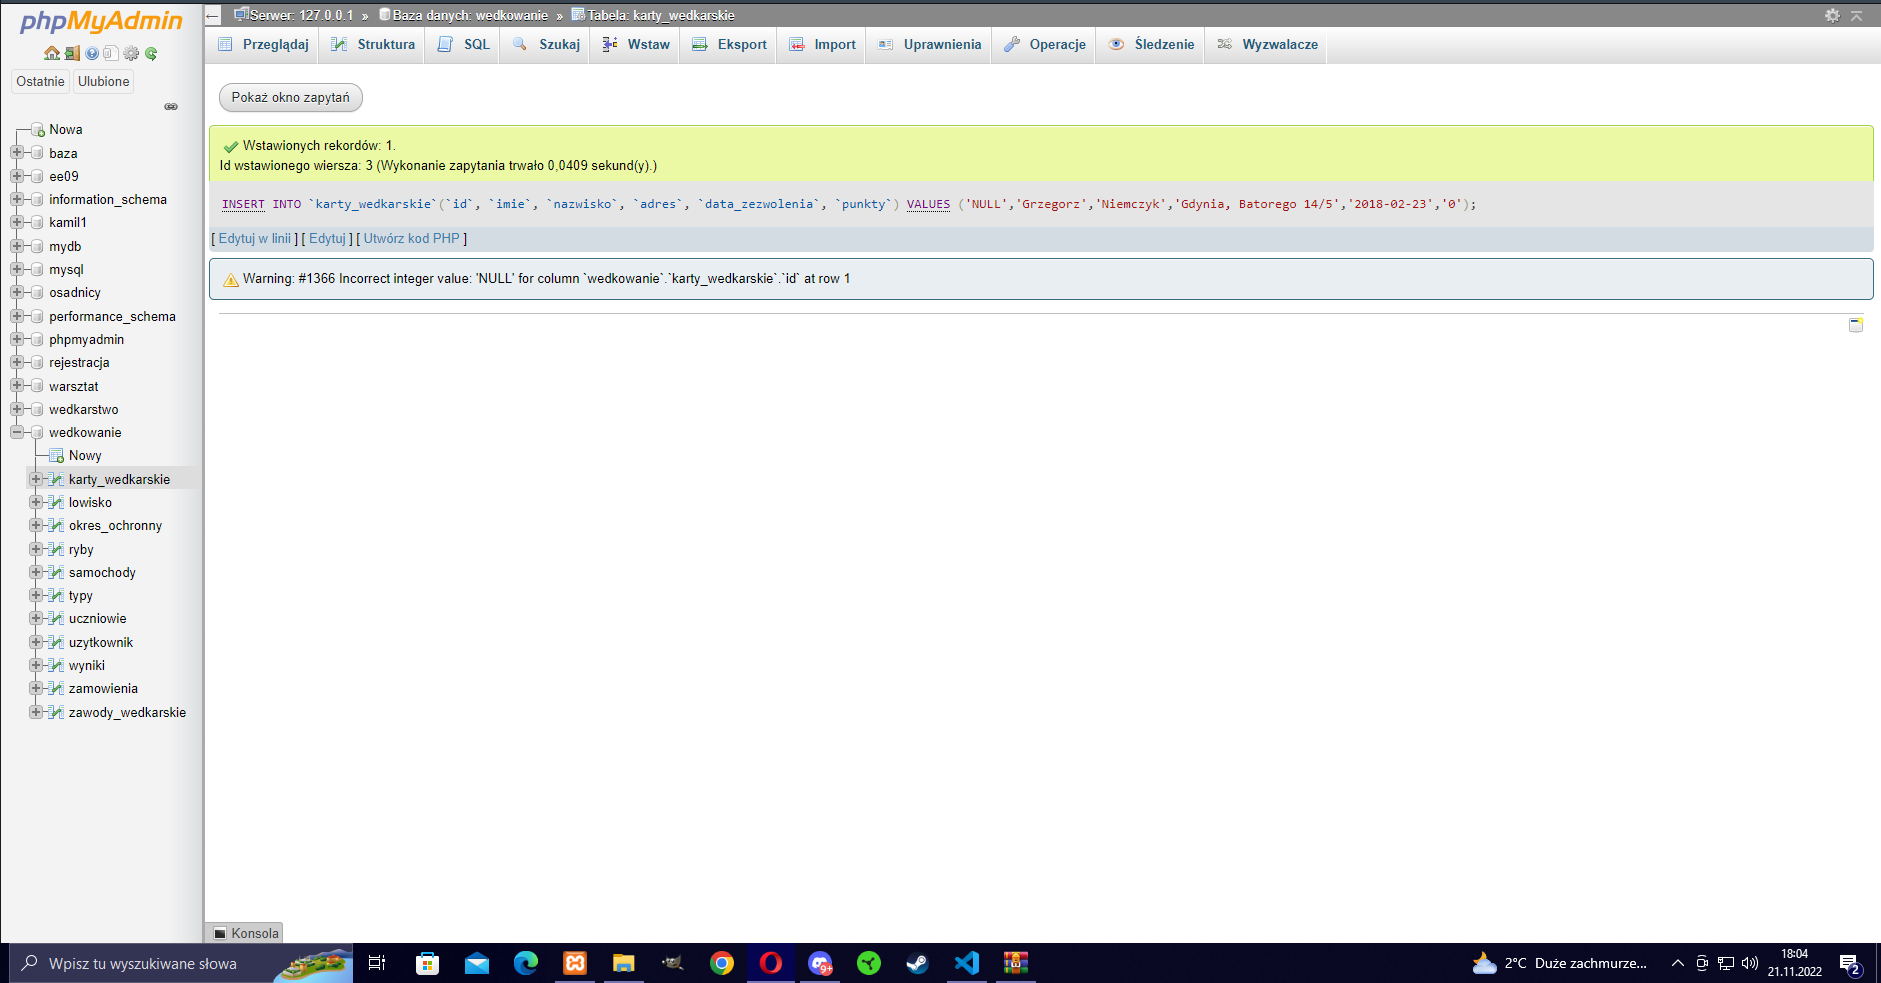 phpMyAdmin
Ostatnie Ulubione
Nowa
baza
ee09
information_schema
kamil1
mydb
mysql
osadnicy
performance_schema
phpmyadmin
rejestracja
warsztat
wedkarstwo
wedkowanie
Nowy
karty_wedkarskie
lowisko
okres_ochronny
ryby
samochody
typy
uczniowie
uzytkownik
wyniki
zamowienia
zawody_wedkarskie
Serwer: 127.0.0.1 » Baza danych: wedkowanie » Tabela: karty_wedkarskie
Przeglądaj Struktura SQL Szukaj Wstaw Eksport Import Uprawnienia Operacje Śledzenie Wyzwalacze
Pokaż okno zapytań
Wstawionych rekordów: 1.
Id wstawionego wiersza: 3 (Wykonanie zapytania trwało 0,0409 sekund(y).)
INSERT INTO `karty_wedkarskie`(`id`, `imie`, `nazwisko`, `adres`, `data_zezwolenia`, `punkty`) VALUES ('NULL','Grzegorz','Niemczyk','Gdynia, Batorego 14/5','2018-02-23','0');
[ Edytuj w linii ] [ Edytuj ] [ Utwórz kod PHP ]
Warning: #1366 Incorrect integer value: 'NULL' for column `wedkowanie`.`karty_wedkarskie`.`id` at row 1
Konsola
Wpisz tu wyszukiwane słowa
9+
2°C Duże zachmurze...
18:04
21.11.2022
2